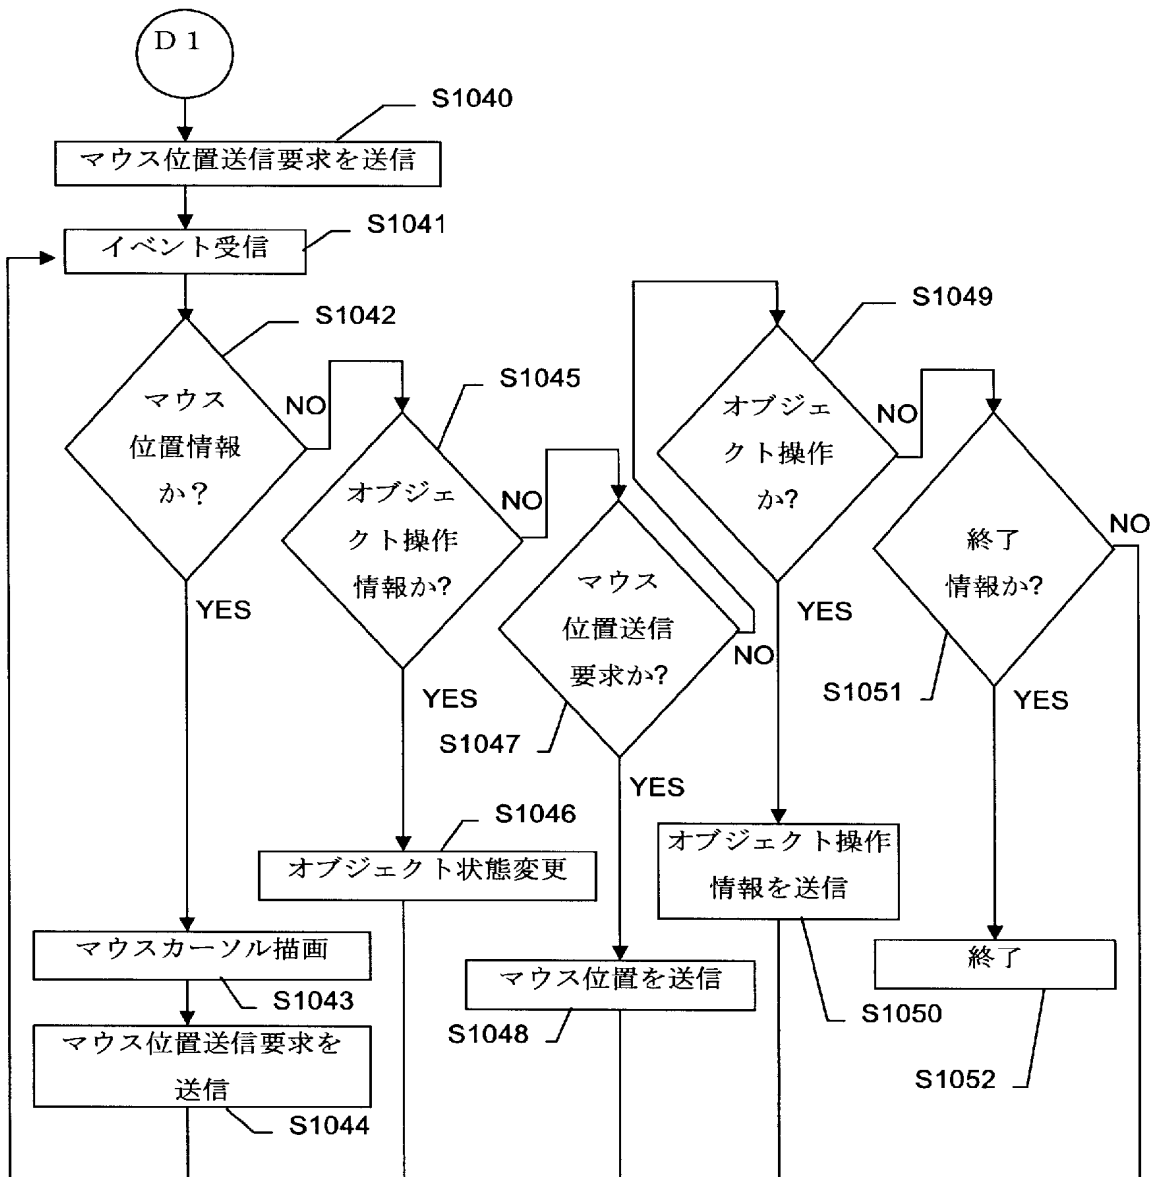 D 1
S1040
マウス位置送信要求を送信
S1041
イベント受信
S1042
マウス
位置情報
か?
NO
YES
S1045
オブジェ
クト操作
情報か?
NO
YES
マウス
位置送信
要求か?
NO
YES
S1047
S1049
オブジェ
クト操作
か?
NO
YES
終了
情報か?
NO
YES
S1051
S1046
オブジェクト状態変更
オブジェクト操作
情報を送信
S1050
マウスカーソル描画
S1043
マウス位置送信要求を
送信
S1044
マウス位置を送信
S1048
終了
S1052